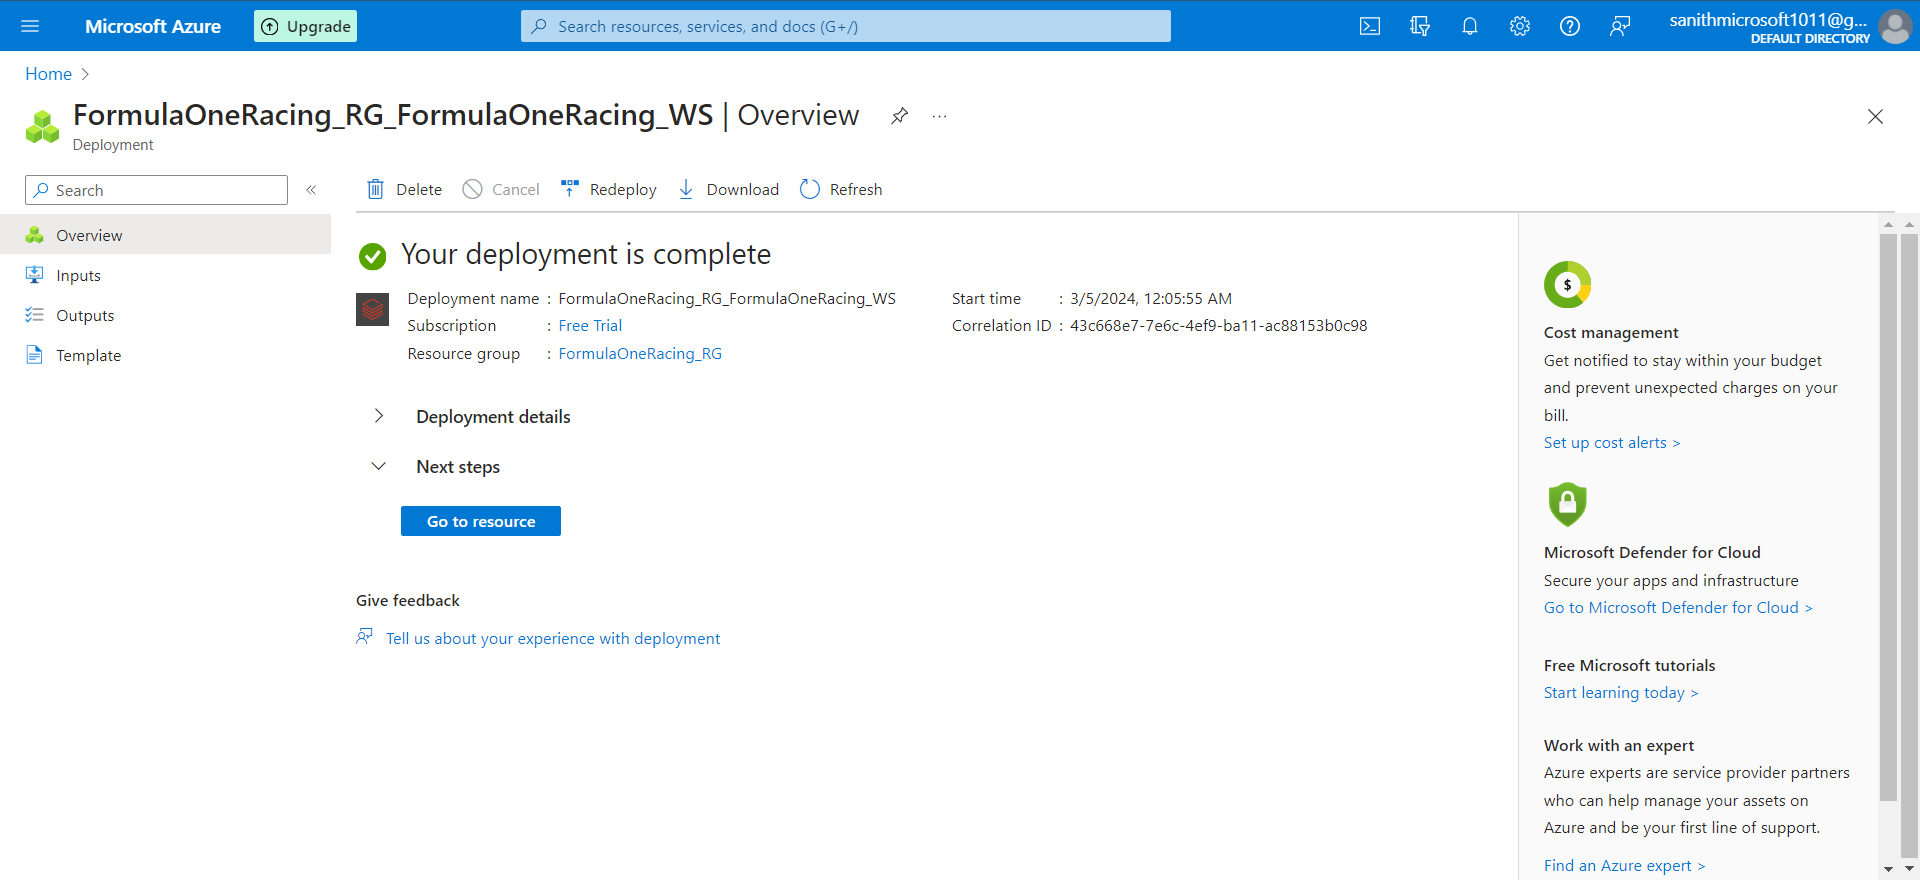 Microsoft Azure
Upgrade
Search resources, services, and docs (G+/)
sanithmicrosoft1011@g...
DEFAULT DIRECTORY
Home
FormulaOneRacing_RG_FormulaOneRacing_WS | Overview
Deployment
Search
Delete
Cancel
Redeploy
Download
Refresh
Overview
Inputs
Outputs
Template
Your deployment is complete
Deployment name : FormulaOneRacing_RG_FormulaOneRacing_WS
Subscription : Free Trial
Resource group : FormulaOneRacing_RG
Start time : 3/5/2024, 12:05:55 AM
Correlation ID : 43c668e7-7e6c-4ef9-ba11-ac88153b0c98
Deployment details
Next steps
Go to resource
Give feedback
Tell us about your experience with deployment
Cost management
Get notified to stay within your budget
and prevent unexpected charges on your
bill.
Set up cost alerts >
Microsoft Defender for Cloud
Secure your apps and infrastructure
Go to Microsoft Defender for Cloud >
Free Microsoft tutorials
Start learning today >
Work with an expert
Azure experts are service provider partners
who can help manage your assets on
Azure and be your first line of support.
Find an Azure expert >